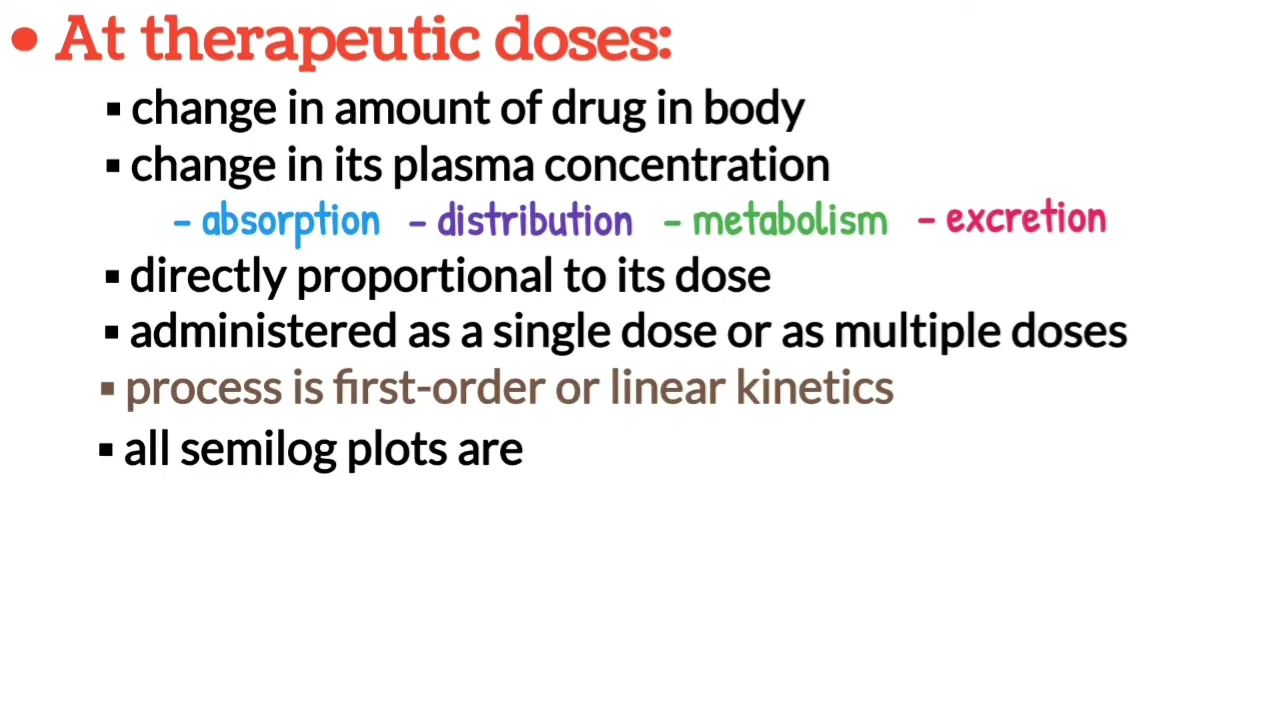 • At therapeutic doses:
▪ change in amount of drug in body
▪ change in its plasma concentration
- absorption - distribution - metabolism - excretion
▪ directly proportional to its dose
▪ administered as a single dose or as multiple doses
▪ process is first-order or linear kinetics
▪ all semilog plots are